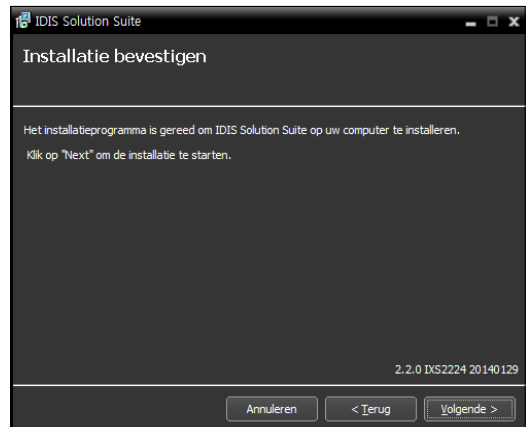 IDIS Solution Suite
Installatie bevestigen
Het installatieprogramma is gereed om IDIS Solution Suite op uw computer te installeren.
Klik op "Next" om de installatie te starten.
2.2.0 IXS2224 20140129
Annuleren
< Terug
Volgende >